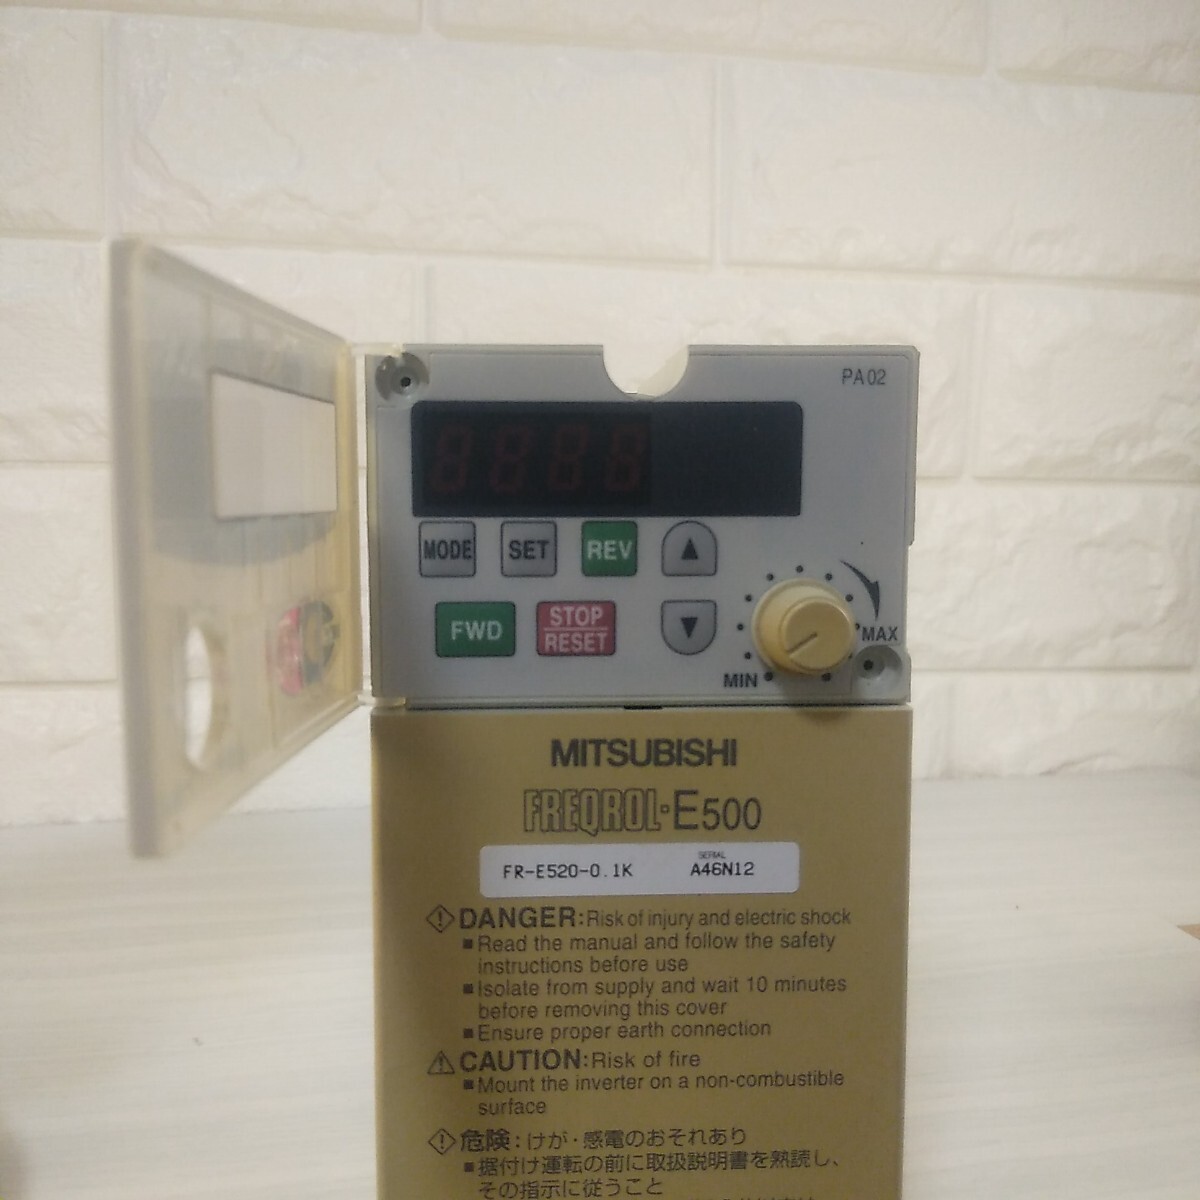 PA02
MODE SET REV ▲
FWD STOP
RESET ▼
MAX
MIN
MITSUBISHI
FREQROL-E500
SERIAL
FR-E520-0.1K A46N12
DANGER:Risk of injury and electric shock
■Read the manual and follow the safety
instructions before use
■Isolate from supply and wait 10 minutes
before removing this cover
■Ensure proper earth connection
CAUTION:Risk of fire
■Mount the inverter on a non-combustible
surface
危険:けが・感電のおそれあり
■据付け運転の前に取扱説明書を熟読し、
その指示に従うこと